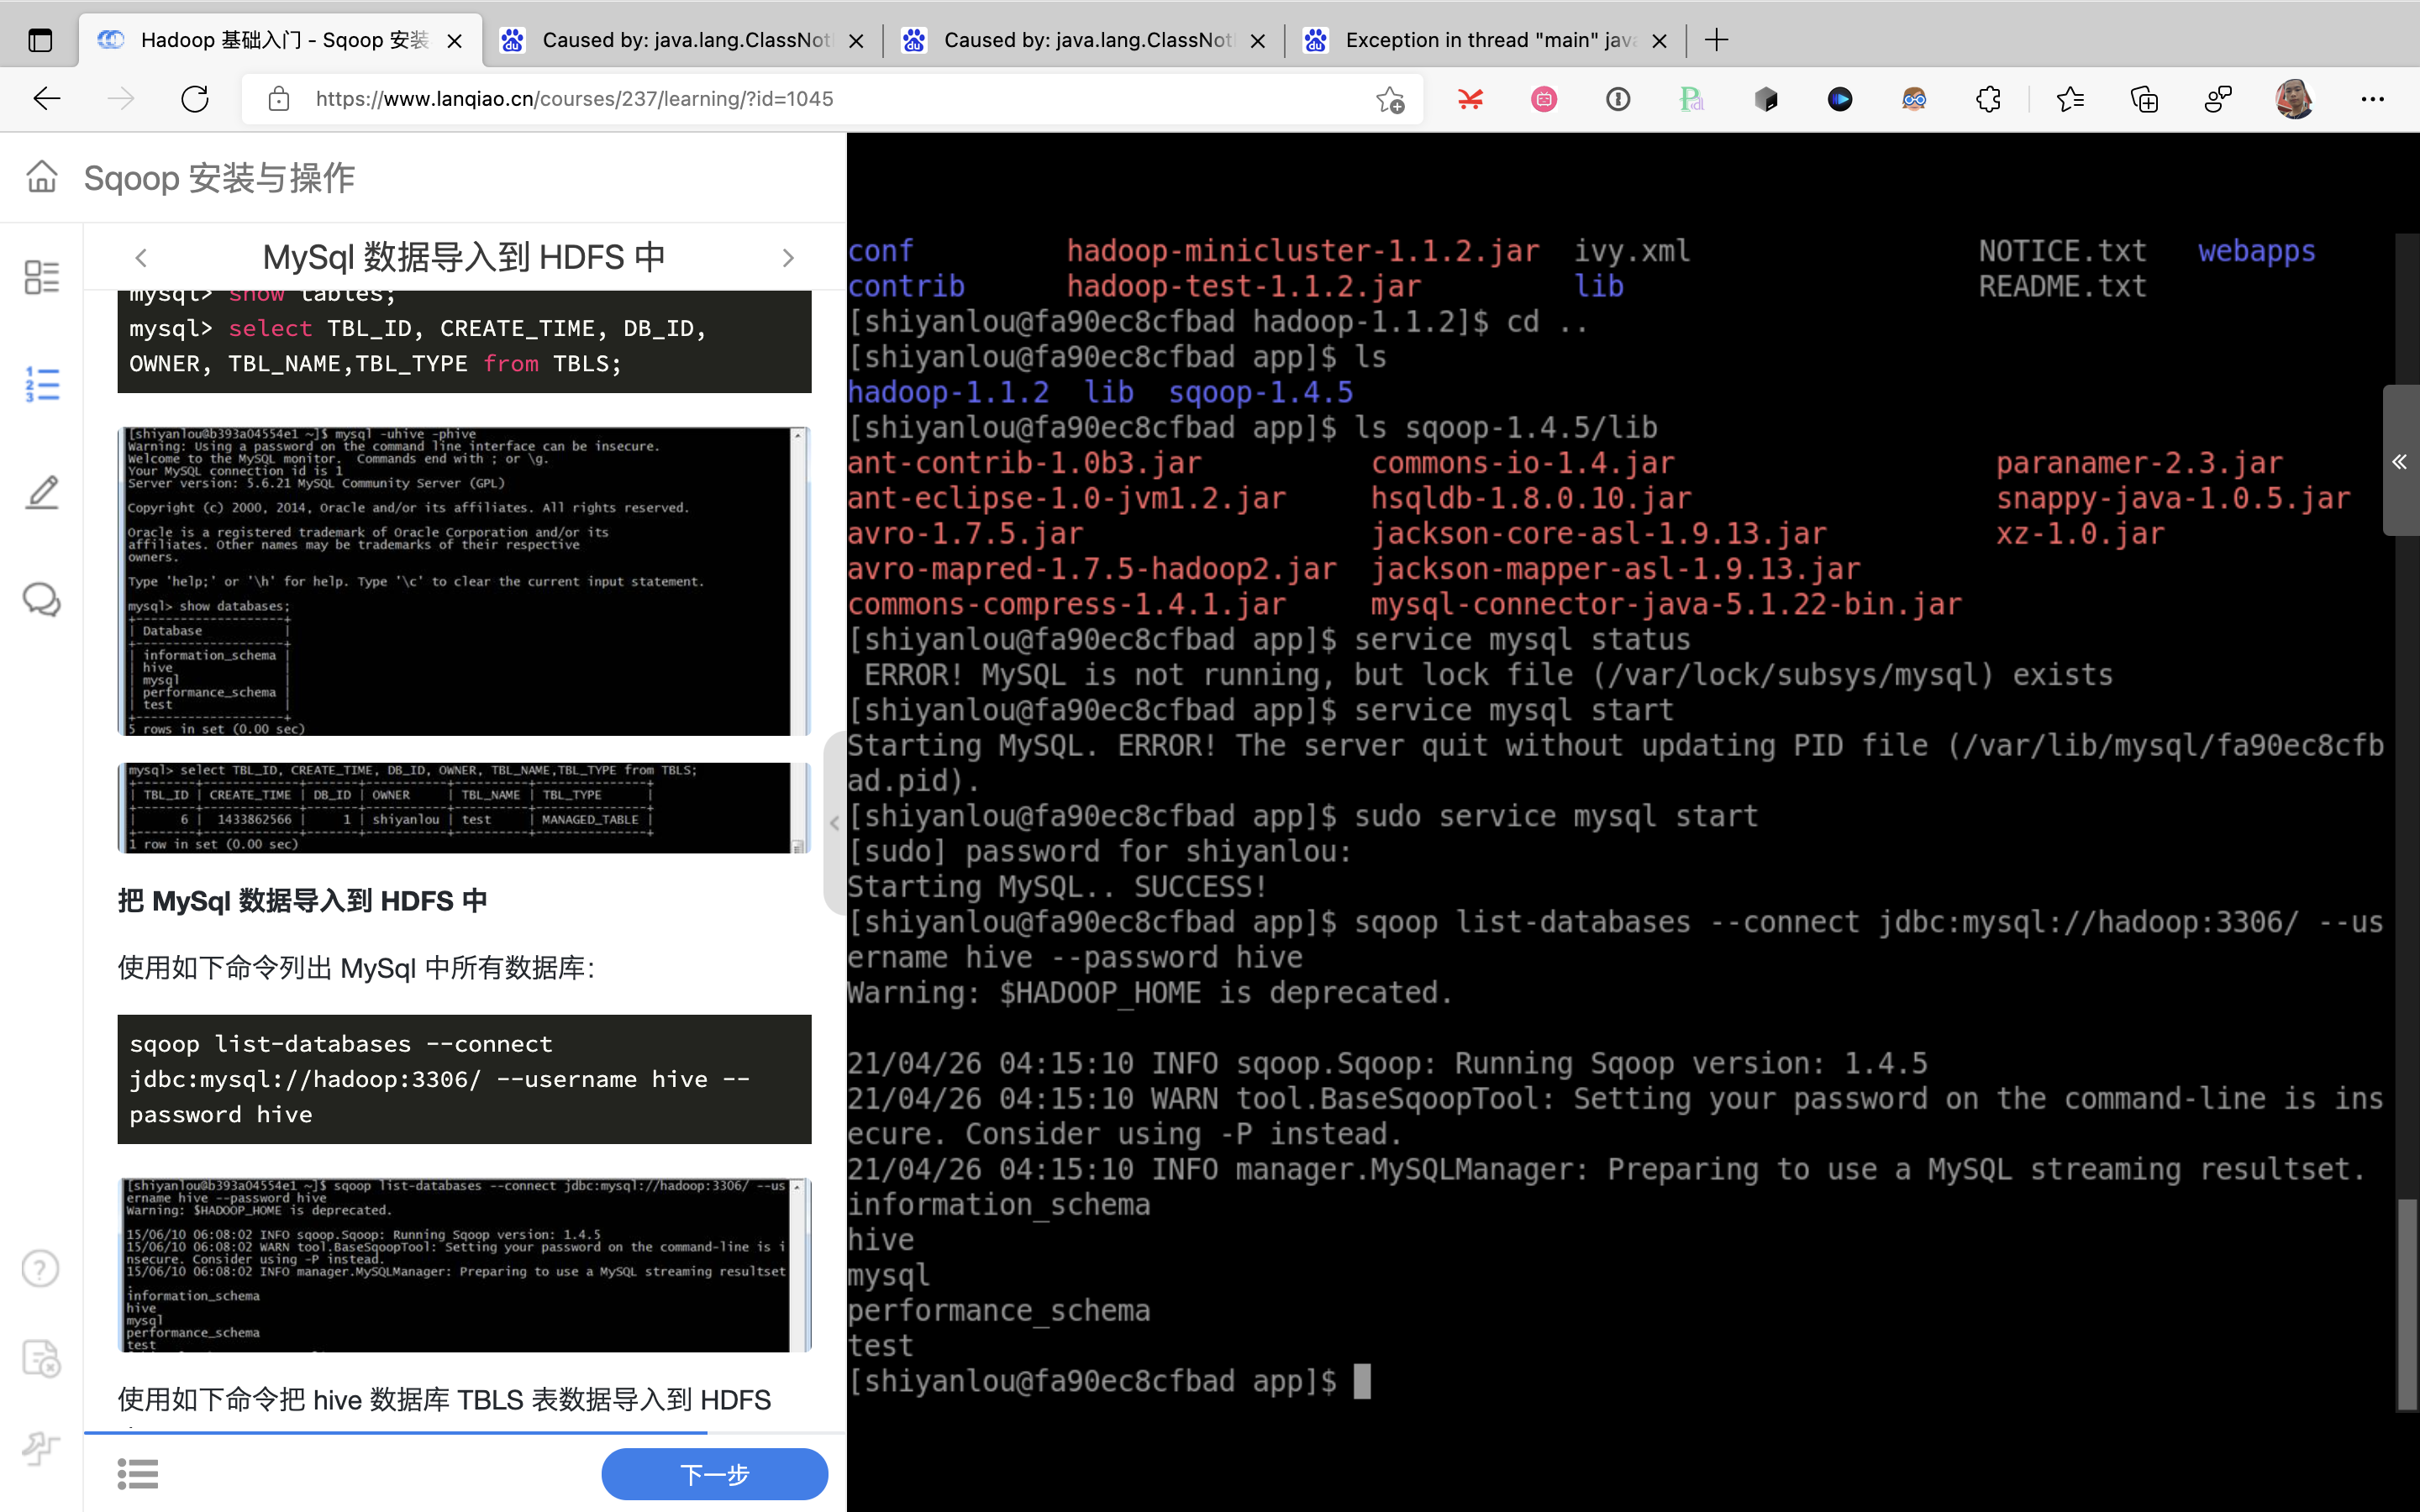 Hadoop 基础入门 - Sqoop 安装
Caused by: java.lang.ClassNotF
Caused by: java.lang.ClassNotF
Exception in thread "main" java
https://www.lanqiao.cn/courses/237/learning/?id=1045
Sqoop 安装与操作
MySql 数据导入到 HDFS 中
mysql> show tables;
mysql> select TBL_ID, CREATE_TIME, DB_ID,
OWNER, TBL_NAME,TBL_TYPE from TBLS;
[shiyanlou@b393a04554e1 ~]$ mysql -uhive -phive
Warning: Using a password on the command line interface can be insecure.
Welcome to the MySQL monitor.  Commands end with ; or \g.
Your MySQL connection id is 1
Server version: 5.6.21 MySQL Community Server (GPL)
Copyright (c) 2000, 2014, Oracle and/or its affiliates. All rights reserved.
Oracle is a registered trademark of Oracle Corporation and/or its
affiliates. Other names may be trademarks of their respective
owners.
Type 'help;' or '\h' for help. Type '\c' to clear the current input statement.
mysql> show databases;
+--------------------+
| Database           |
+--------------------+
| information_schema |
| hive
| mysql
| performance_schema |
| test               |
+--------------------+
5 rows in set (0.00 sec)
mysql> select TBL_ID, CREATE_TIME, DB_ID, OWNER, TBL_NAME,TBL_TYPE from TBLS;
+--------+-------------+-------+-----------+----------+---------------+
| TBL_ID | CREATE_TIME | DB_ID | OWNER     | TBL_NAME | TBL_TYPE      |
+--------+-------------+-------+-----------+----------+---------------+
|      6 |  1433862566 |     1 | shiyanlou | test     | MANAGED_TABLE |
+--------+-------------+-------+-----------+----------+---------------+
1 row in set (0.00 sec)
把 MySql 数据导入到 HDFS 中
使用如下命令列出 MySql 中所有数据库：
sqoop list-databases --connect
jdbc:mysql://hadoop:3306/ --username hive --
password hive
[shiyanlou@b393a04554e1 ~]$ sqoop list-databases --connect jdbc:mysql://hadoop:3306/ --us
ername hive --password hive
Warning: $HADOOP_HOME is deprecated.
15/06/10 06:08:02 INFO sqoop.Sqoop: Running Sqoop version: 1.4.5
15/06/10 06:08:02 WARN tool.BaseSqoopTool: Setting your password on the command-line is i
nsecure. Consider using -P instead.
15/06/10 06:08:02 INFO manager.MySQLManager: Preparing to use a MySQL streaming resultset
.
information_schema
hive
mysql
performance_schema
test
使用如下命令把 hive 数据库 TBLS 表数据导入到 HDFS
下一步
conf         hadoop-minicluster-1.1.2.jar  ivy.xml                 NOTICE.txt   webapps
contrib      hadoop-test-1.1.2.jar         lib                     README.txt
[shiyanlou@fa90ec8cfbad hadoop-1.1.2]$ cd ..
[shiyanlou@fa90ec8cfbad app]$ ls
hadoop-1.1.2  lib  sqoop-1.4.5
[shiyanlou@fa90ec8cfbad app]$ ls sqoop-1.4.5/lib
ant-contrib-1.0b3.jar          commons-io-1.4.jar                   paranamer-2.3.jar
ant-eclipse-1.0-jvm1.2.jar     hsqldb-1.8.0.10.jar                  snappy-java-1.0.5.jar
avro-1.7.5.jar                 jackson-core-asl-1.9.13.jar          xz-1.0.jar
avro-mapred-1.7.5-hadoop2.jar  jackson-mapper-asl-1.9.13.jar
commons-compress-1.4.1.jar     mysql-connector-java-5.1.22-bin.jar
[shiyanlou@fa90ec8cfbad app]$ service mysql status
ERROR! MySQL is not running, but lock file (/var/lock/subsys/mysql) exists
[shiyanlou@fa90ec8cfbad app]$ service mysql start
Starting MySQL. ERROR! The server quit without updating PID file (/var/lib/mysql/fa90ec8cfb
ad.pid).
[shiyanlou@fa90ec8cfbad app]$ sudo service mysql start
[sudo] password for shiyanlou:
Starting MySQL.. SUCCESS!
[shiyanlou@fa90ec8cfbad app]$ sqoop list-databases --connect jdbc:mysql://hadoop:3306/ --us
ername hive --password hive
Warning: $HADOOP_HOME is deprecated.
21/04/26 04:15:10 INFO sqoop.Sqoop: Running Sqoop version: 1.4.5
21/04/26 04:15:10 WARN tool.BaseSqoopTool: Setting your password on the command-line is ins
ecure. Consider using -P instead.
21/04/26 04:15:10 INFO manager.MySQLManager: Preparing to use a MySQL streaming resultset.
information_schema
hive
mysql
performance_schema
test
[shiyanlou@fa90ec8cfbad app]$